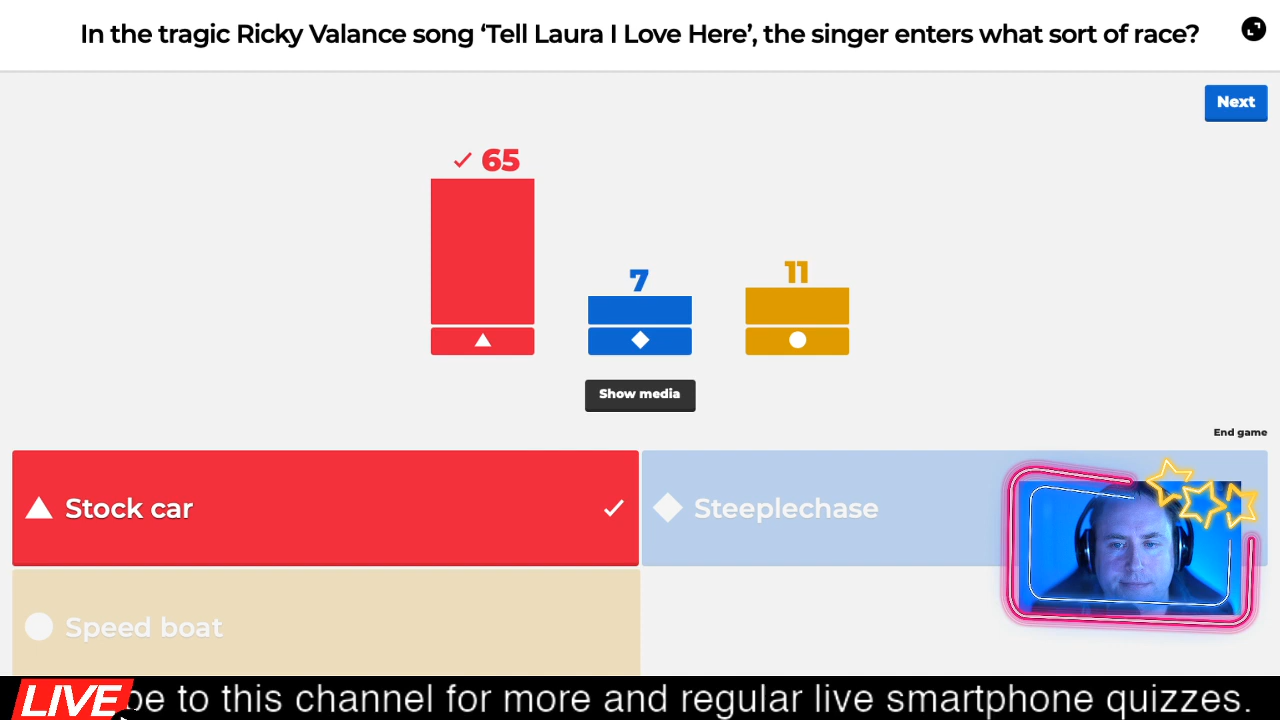 In the tragic Ricky Valance song ‘Tell Laura I Love Here’, the singer enters what sort of race?
Next
65
7
11
Show media
End game
Stock car
Steeplechase
Speed boat
LIVE to this channel for more and regular live smartphone quizzes.